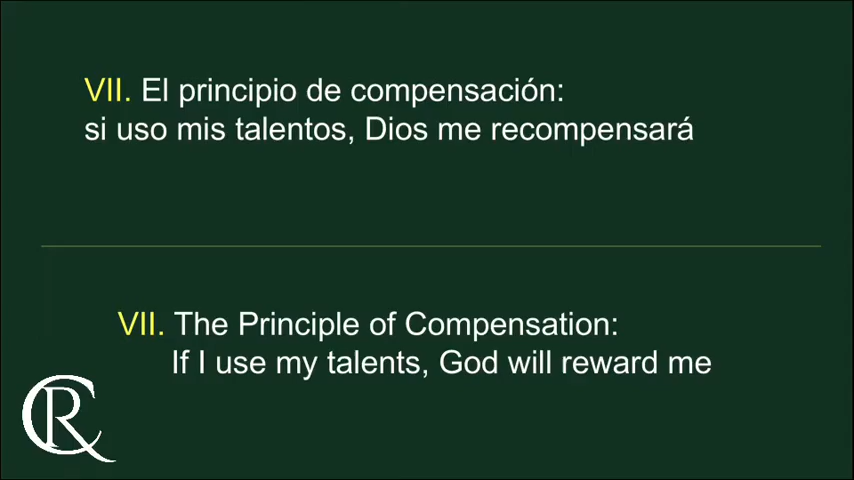 VII. El principio de compensación:
si uso mis talentos, Dios me recompensará
VII. The Principle of Compensation:
If I use my talents, God will reward me
CR